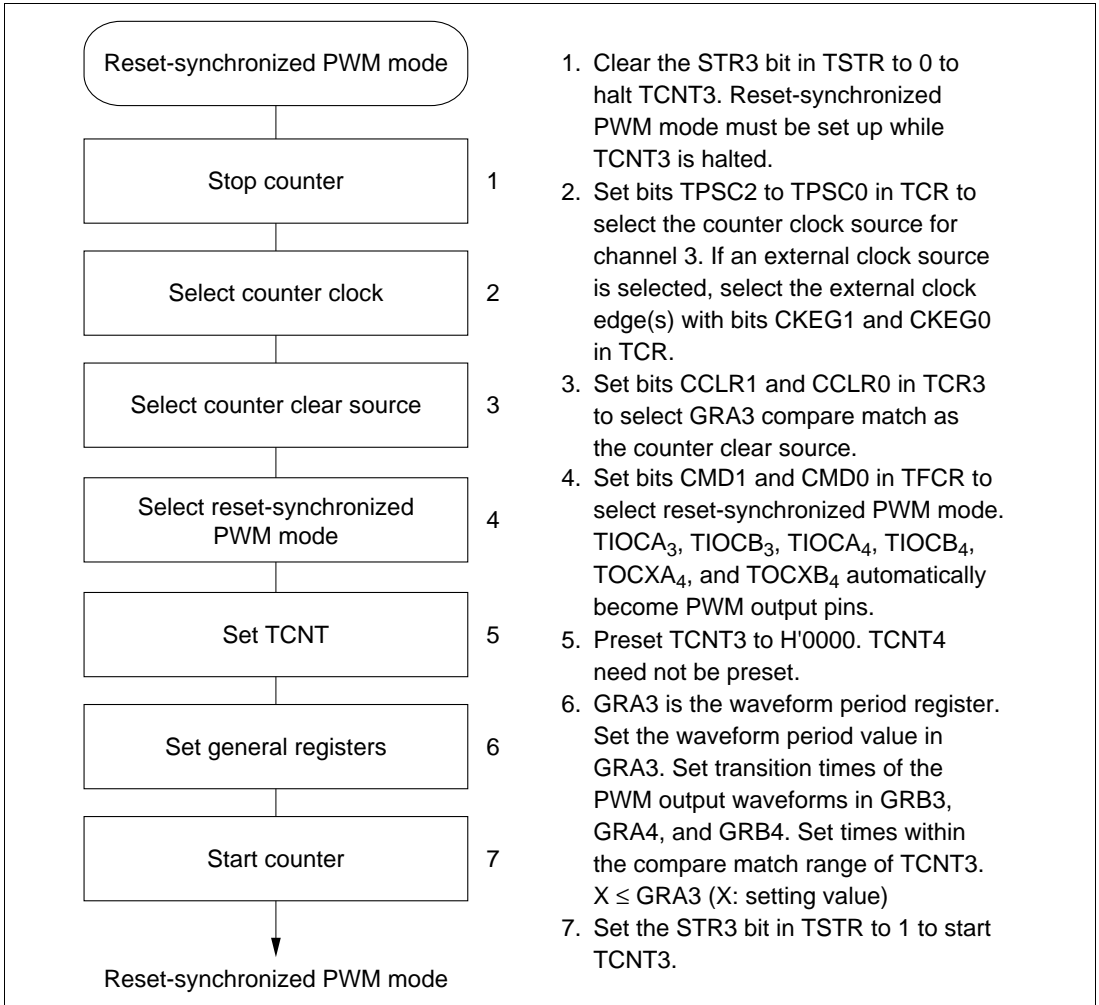 Reset-synchronized PWM mode
Stop counter
1
Select counter clock
2
Select counter clear source
3
Select reset-synchronized
PWM mode
4
Set TCNT
5
Set general registers
6
Start counter
7
Reset-synchronized PWM mode
1. Clear the STR3 bit in TSTR to 0 to
halt TCNT3. Reset-synchronized
PWM mode must be set up while
TCNT3 is halted.
2. Set bits TPSC2 to TPSC0 in TCR to
select the counter clock source for
channel 3. If an external clock source
is selected, select the external clock
edge(s) with bits CKEG1 and CKEG0
in TCR.
3. Set bits CCLR1 and CCLR0 in TCR3
to select GRA3 compare match as
the counter clear source.
4. Set bits CMD1 and CMD0 in TFCR to
select reset-synchronized PWM mode.
TIOCA₃, TIOCB₃, TIOCA₄, TIOCB₄,
TOCXA₄, and TOCXB₄ automatically
become PWM output pins.
5. Preset TCNT3 to H'0000. TCNT4
need not be preset.
6. GRA3 is the waveform period register.
Set the waveform period value in
GRA3. Set transition times of the
PWM output waveforms in GRB3,
GRA4, and GRB4. Set times within
the compare match range of TCNT3.
X ≤ GRA3 (X: setting value)
7. Set the STR3 bit in TSTR to 1 to start
TCNT3.